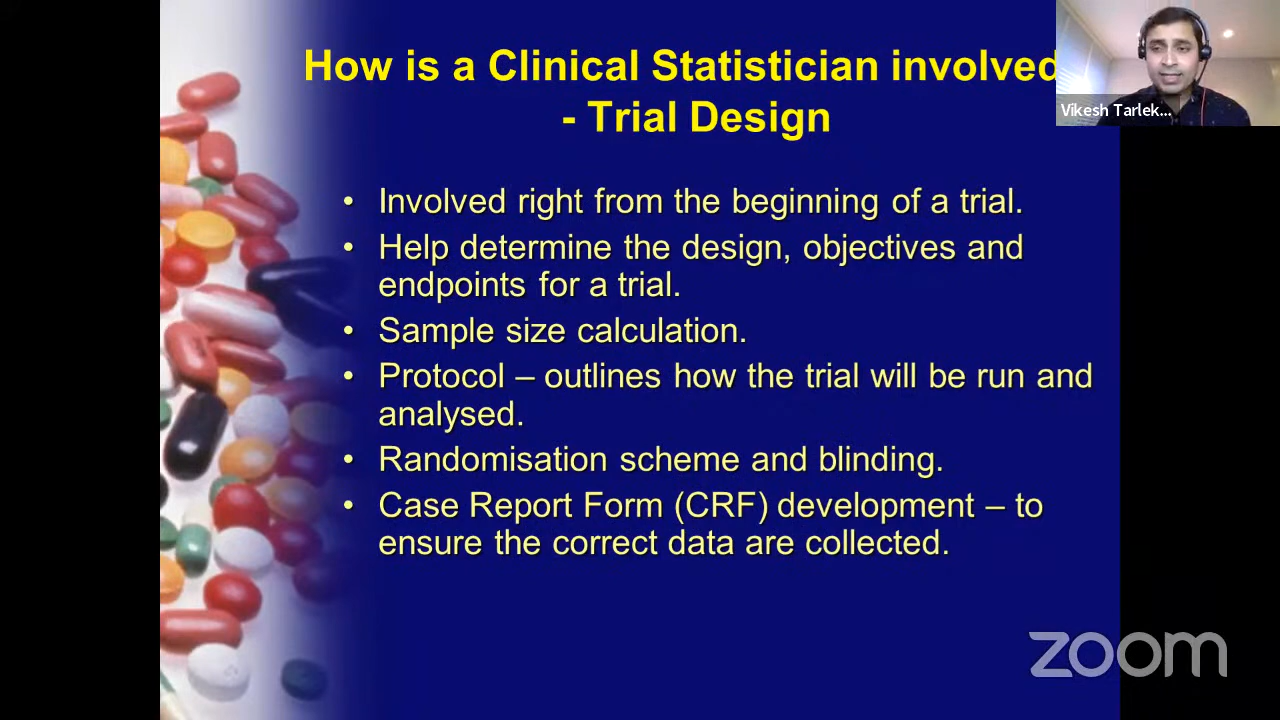 How is a Clinical Statistician involved
- Trial Design
Vikesh Tarlek...
• Involved right from the beginning of a trial.
• Help determine the design, objectives and
endpoints for a trial.
• Sample size calculation.
• Protocol – outlines how the trial will be run and
analysed.
• Randomisation scheme and blinding.
• Case Report Form (CRF) development – to
ensure the correct data are collected.
zoom